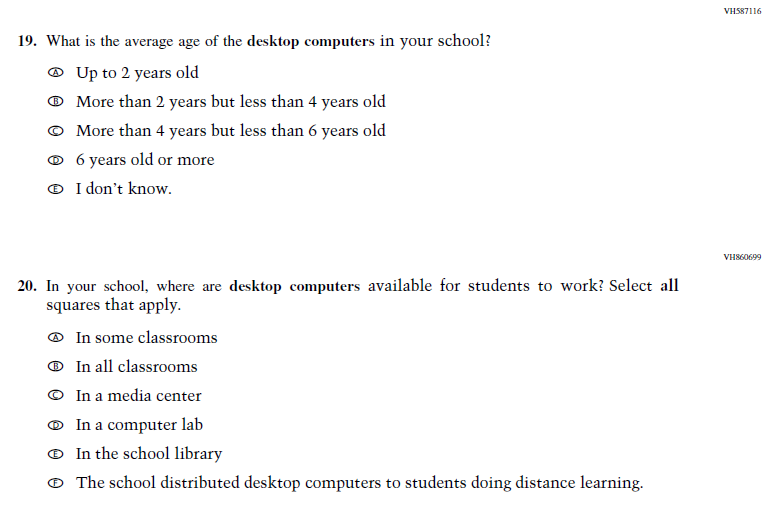 VH587116
19. What is the average age of the desktop computers in your school?
Ⓐ Up to 2 years old
Ⓑ More than 2 years but less than 4 years old
Ⓒ More than 4 years but less than 6 years old
Ⓓ 6 years old or more
Ⓔ I don’t know.
VH860699
20. In your school, where are desktop computers available for students to work? Select all
squares that apply.
Ⓐ In some classrooms
Ⓑ In all classrooms
Ⓒ In a media center
Ⓓ In a computer lab
Ⓔ In the school library
Ⓕ The school distributed desktop computers to students doing distance learning.